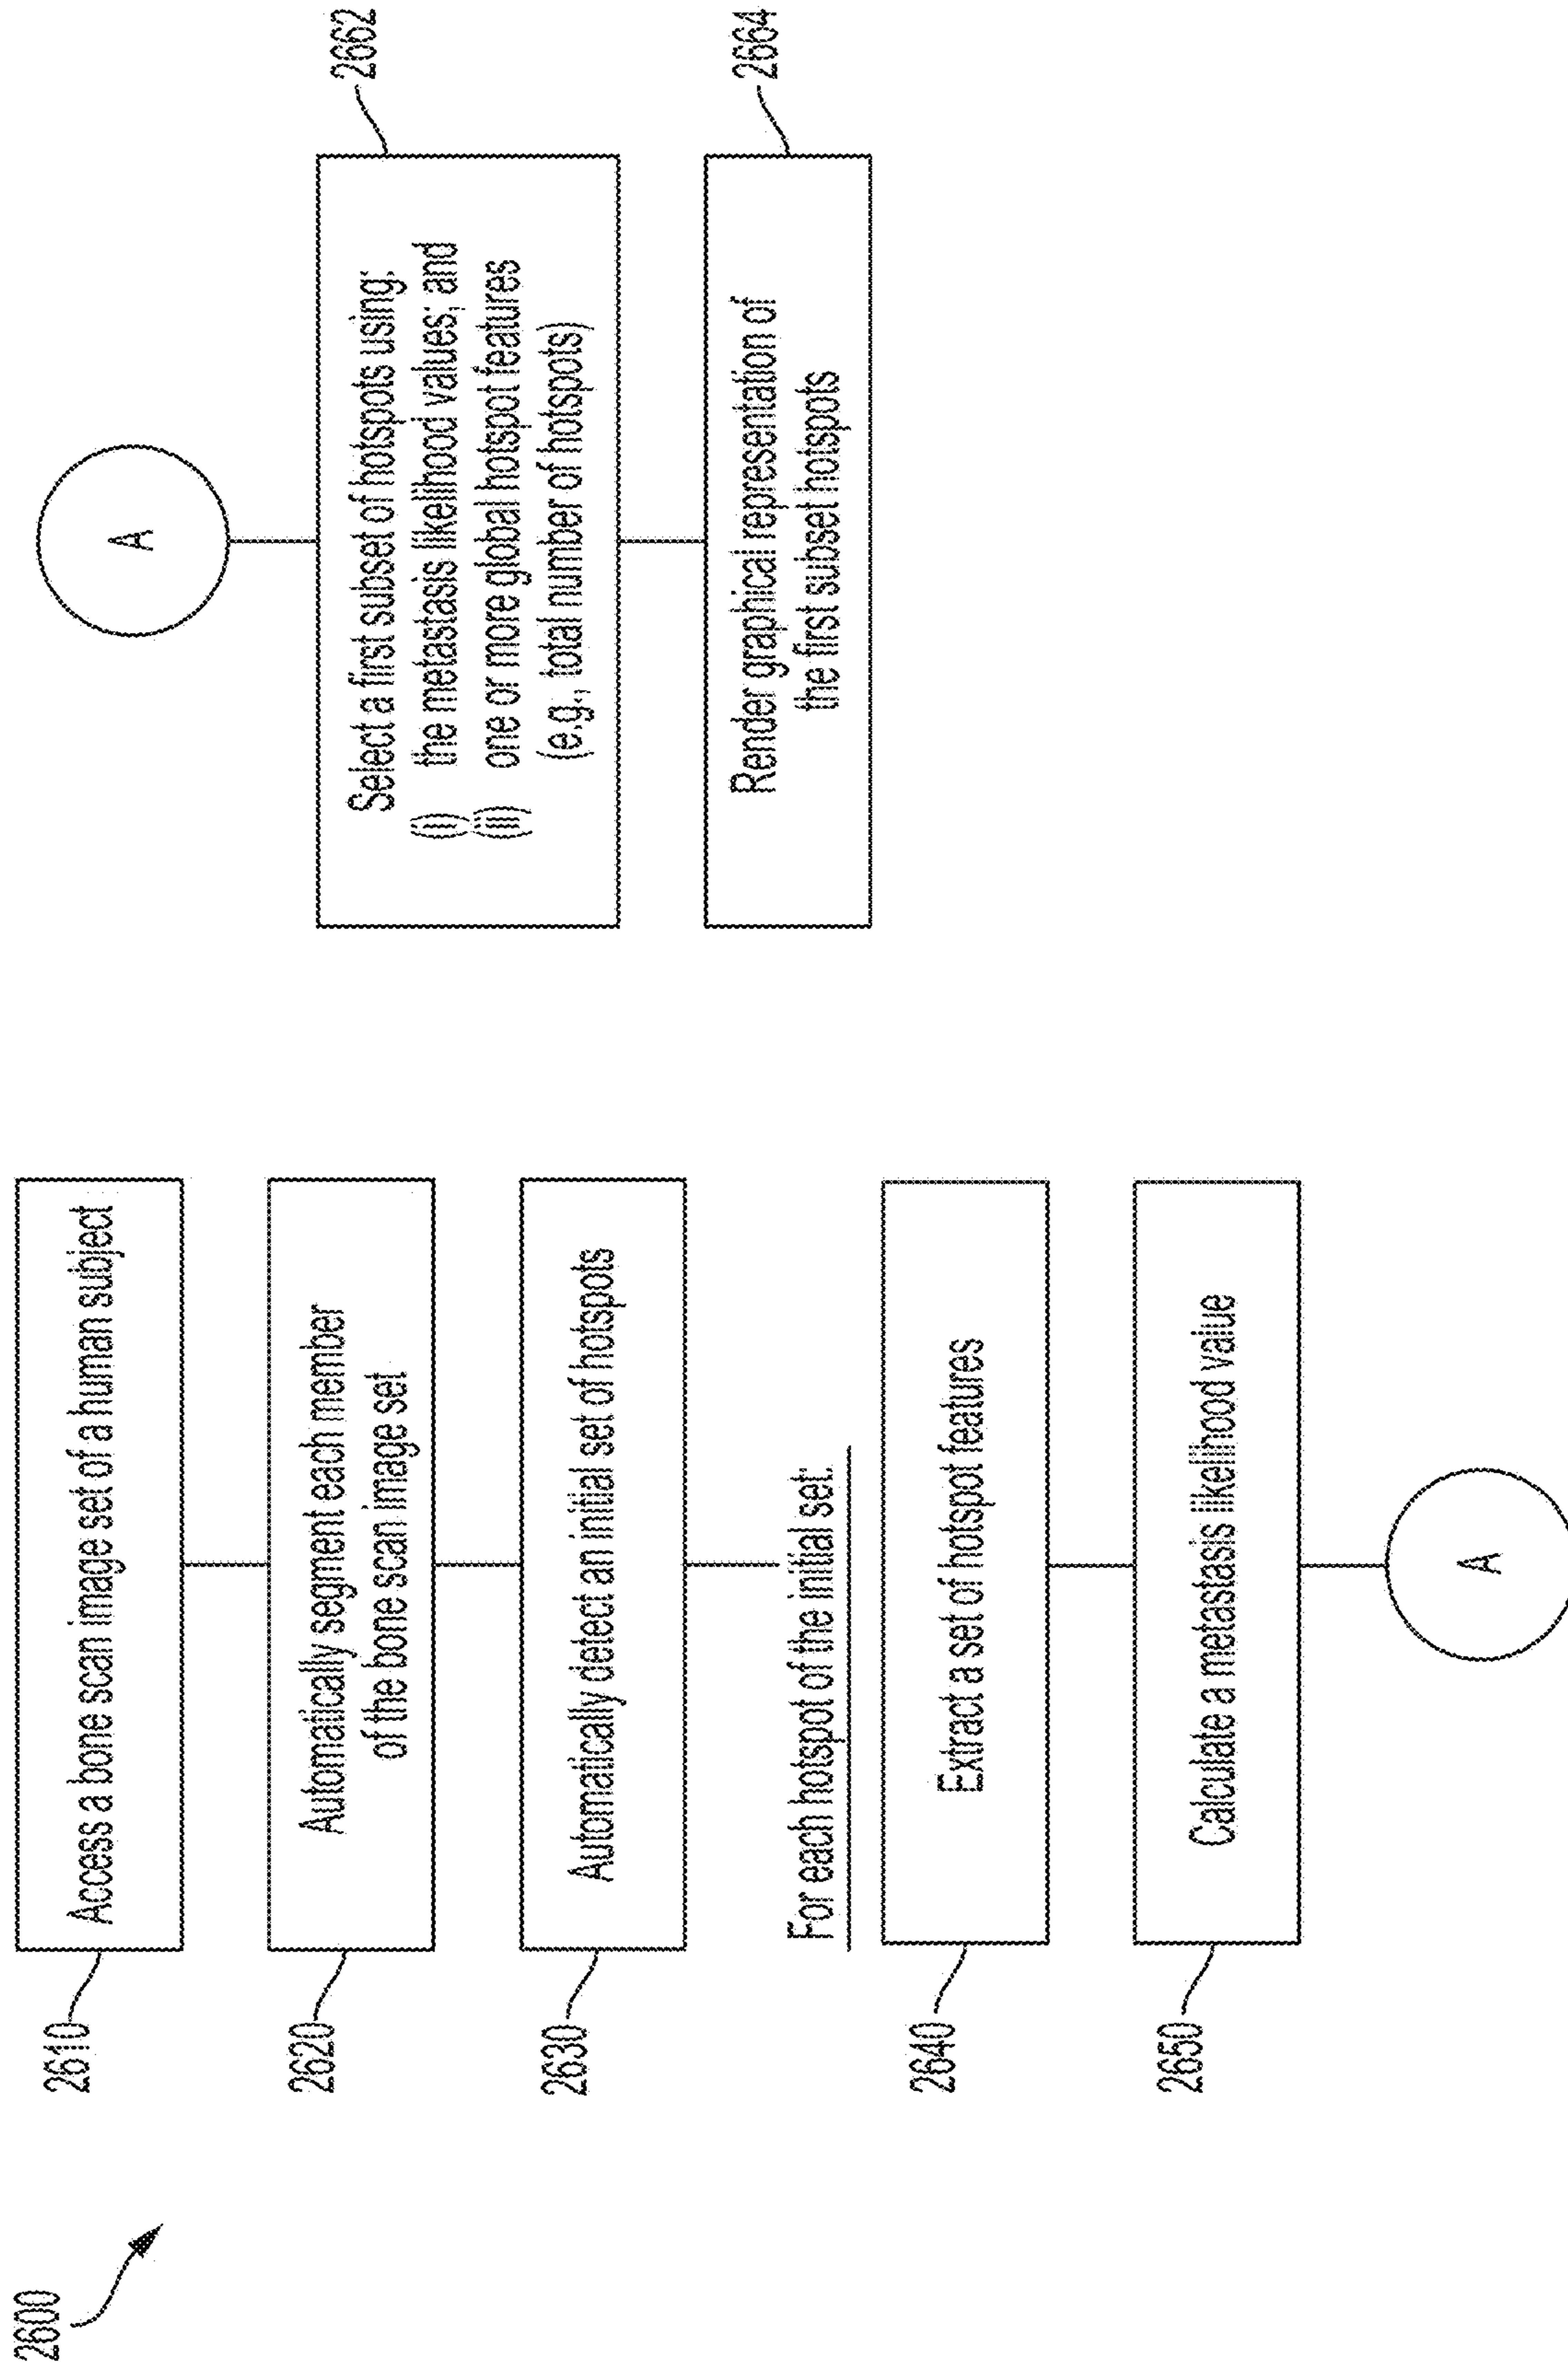 2600
2610
Access a bone scan image set of a human subject
2620
Automatically segment each member
of the bone scan image set
2630
Automatically detect an initial set of hotspots
For each hotspot of the initial set:
2640
Extract a set of hotspot features
2650
Calculate a metastasis likelihood value
A
A
2662
Select a first subset of hotspots using:
(i) the metastasis likelihood values; and
(ii) one or more global hotspot features
(e.g., total number of hotspots)
2664
Render graphical representation of
the first subset hotspots